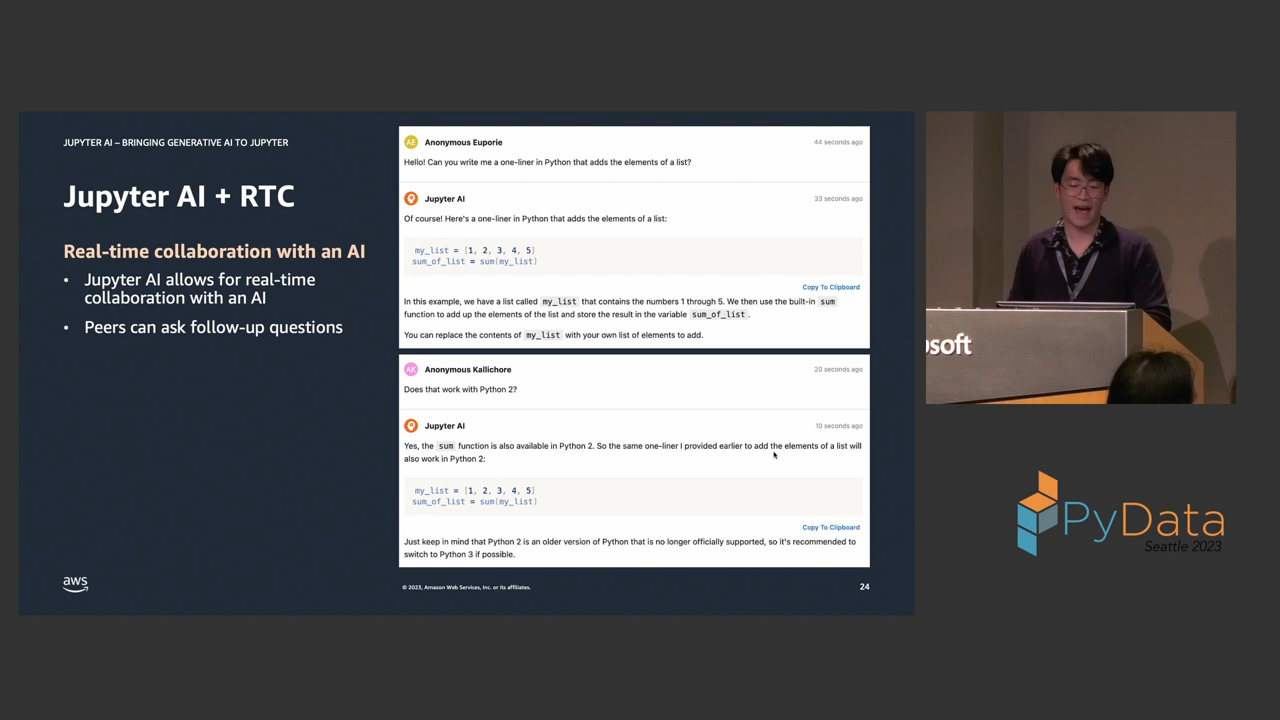 JUPYTER AI – BRINGING GENERATIVE AI TO JUPYTER
Jupyter AI + RTC
Real-time collaboration with an AI
• Jupyter AI allows for real-time
collaboration with an AI
• Peers can ask follow-up questions
AE Anonymous Euporie 44 seconds ago
Hello! Can you write me a one-liner in Python that adds the elements of a list?
Jupyter AI 33 seconds ago
Of course! Here's a one-liner in Python that adds the elements of a list:
my_list = [1, 2, 3, 4, 5]
sum_of_list = sum(my_list)
Copy To Clipboard
In this example, we have a list called my_list that contains the numbers 1 through 5. We then use the built-in sum
function to add up the elements of the list and store the result in the variable sum_of_list.
You can replace the contents of my_list with your own list of elements to add.
AK Anonymous Kallichore 20 seconds ago
Does that work with Python 2?
Jupyter AI 10 seconds ago
Yes, the sum function is also available in Python 2. So the same one-liner I provided earlier to add the elements of a list will
also work in Python 2:
my_list = [1, 2, 3, 4, 5]
sum_of_list = sum(my_list)
Copy To Clipboard
Just keep in mind that Python 2 is an older version of Python that is no longer officially supported, so it's recommended to
switch to Python 3 if possible.
aws
© 2023, Amazon Web Services, Inc. or its affiliates.
24
osoft
PyData
Seattle 2023